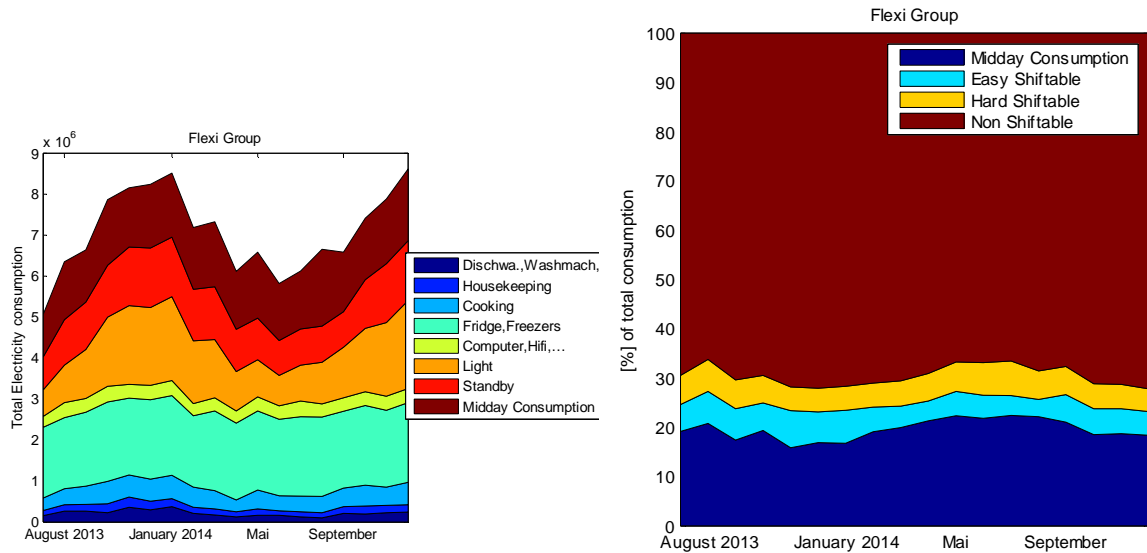 Flexi Group
x 10^6
Total Electricity consumption
9
8
7
6
5
4
3
2
1
0
August 2013 January 2014 Mai September
Dischwa.,Washmach,
Housekeeping
Cooking
Fridge,Freezers
Computer,Hifi,...
Light
Standby
Midday Consumption
Flexi Group
[%] of total consumption
100
90
80
70
60
50
40
30
20
10
0
August 2013 January 2014 Mai September
Midday Consumption
Easy Shiftable
Hard Shiftable
Non Shiftable